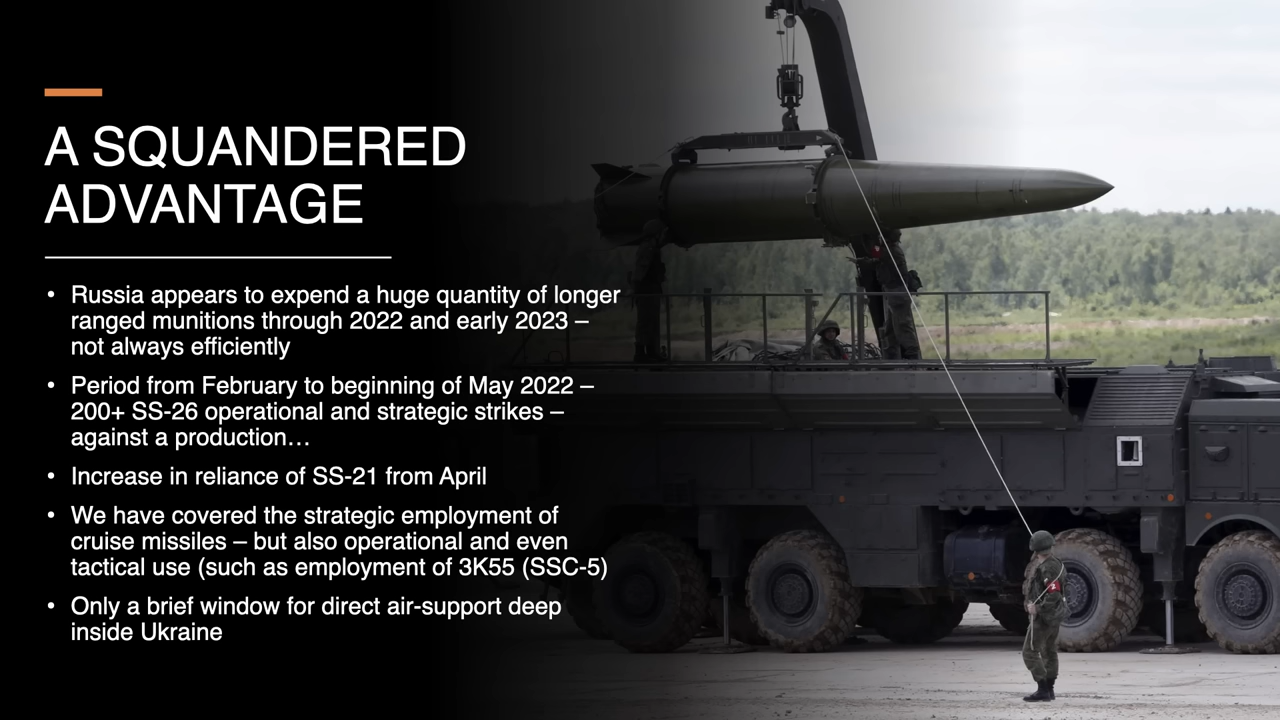 A SQUANDERED
ADVANTAGE
• Russia appears to expend a huge quantity of longer
ranged munitions through 2022 and early 2023 –
not always efficiently
• Period from February to beginning of May 2022 –
200+ SS-26 operational and strategic strikes –
against a production…
• Increase in reliance of SS-21 from April
• We have covered the strategic employment of
cruise missiles – but also operational and even
tactical use (such as employment of 3K55 (SSC-5)
• Only a brief window for direct air-support deep
inside Ukraine